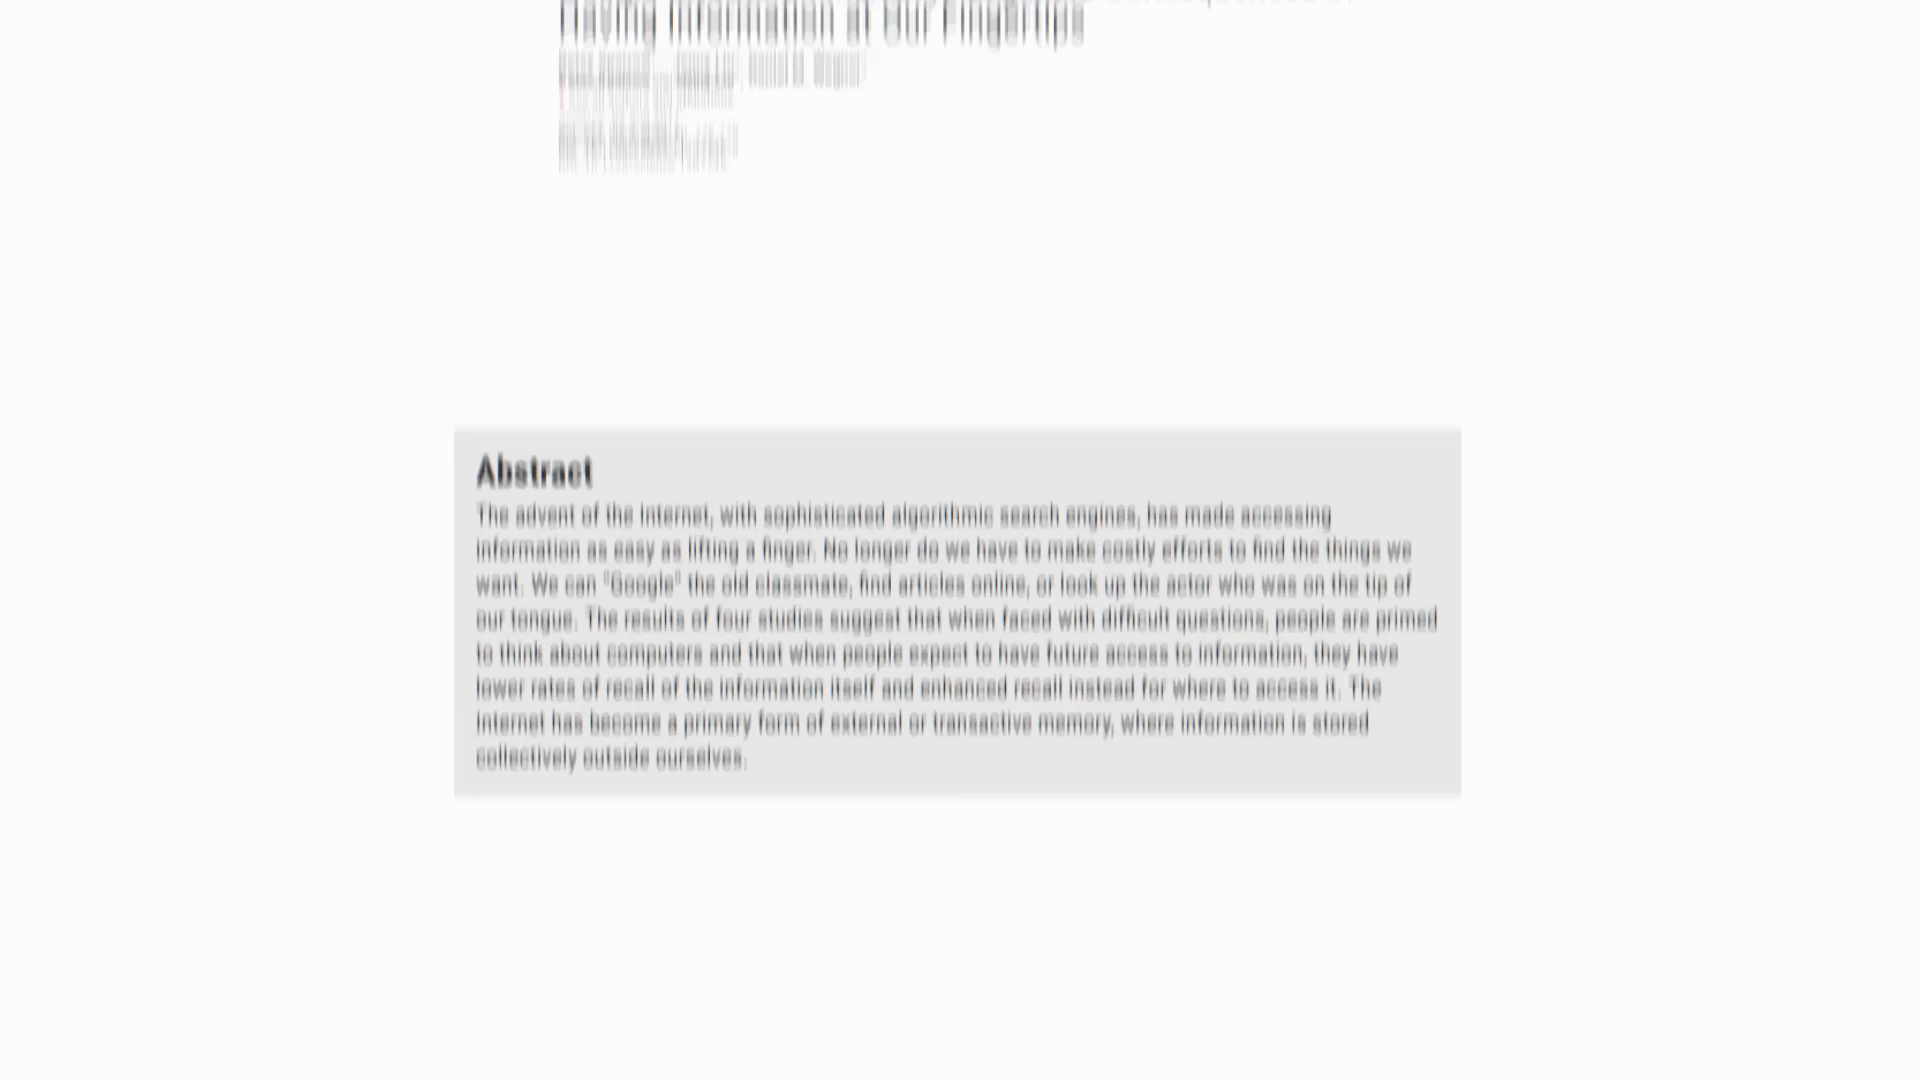 Having Information at Our Fingertips
Abstract
The advent of the Internet, with sophisticated algorithmic search engines, has made accessing
information as easy as lifting a finger. No longer do we have to make costly efforts to find the things we
want. We can "Google" the old classmate, find articles online, or look up the actor who was on the tip of
our tongue. The results of four studies suggest that when faced with difficult questions, people are primed
to think about computers and that when people expect to have future access to information, they have
lower rates of recall of the information itself and enhanced recall instead for where to access it. The
Internet has become a primary form of external or transactive memory, where information is stored
collectively outside ourselves.